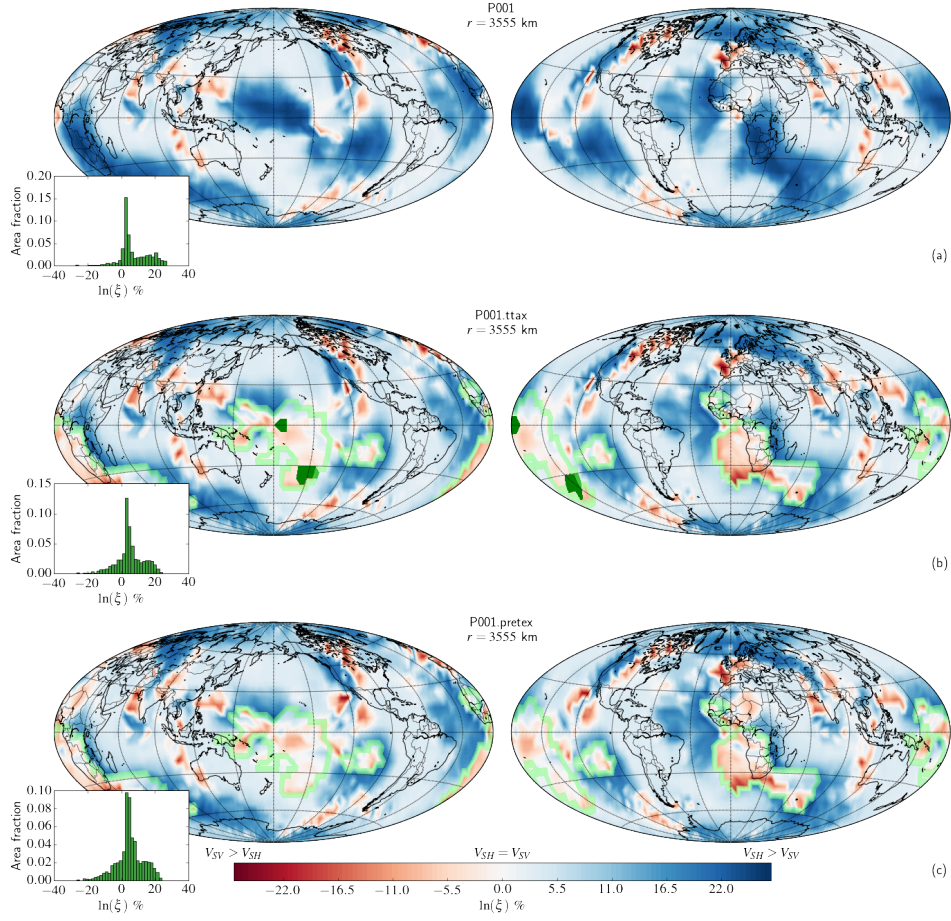 P001
r = 3555 km
0.20
0.15
0.10
0.05
0.00
Area fraction
−40 −20 0 20 40
ln(ξ) %
(a)
P001.ttax
r = 3555 km
0.15
0.10
0.05
0.00
Area fraction
−40 −20 0 20 40
ln(ξ) %
(b)
P001.pretex
r = 3555 km
0.10
0.08
0.06
0.04
0.02
0.00
Area fraction
−40 −20 0 20 40
ln(ξ) %
V_SV > V_SH V_SH = V_SV V_SH > V_SV
−22.0 −16.5 −11.0 −5.5 0.0 5.5 11.0 16.5 22.0
ln(ξ) %
(c)